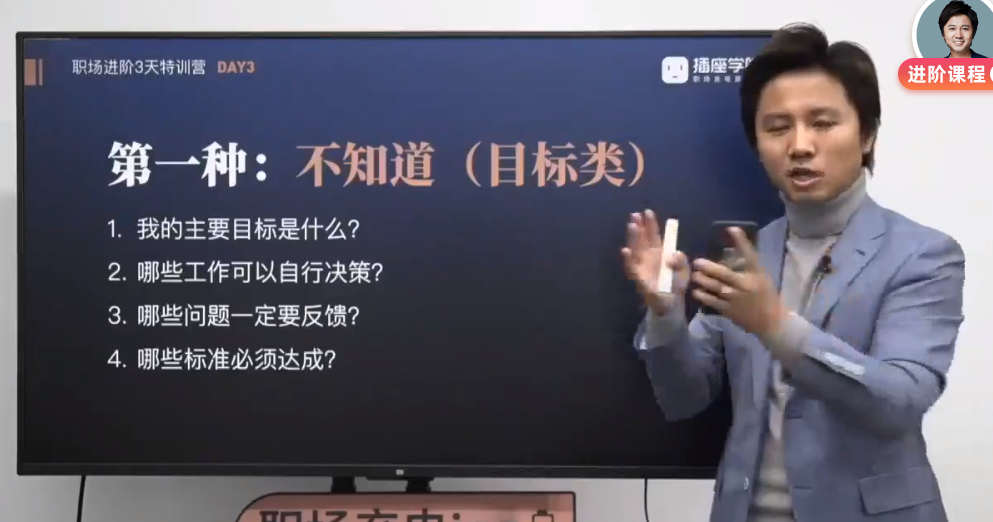 职场进阶3天特训营 DAY3
插座学
进阶课程
第一种：不知道（目标类）
1. 我的主要目标是什么?
2. 哪些工作可以自行决策?
3. 哪些问题一定要反馈?
4. 哪些标准必须达成?
职场充电: